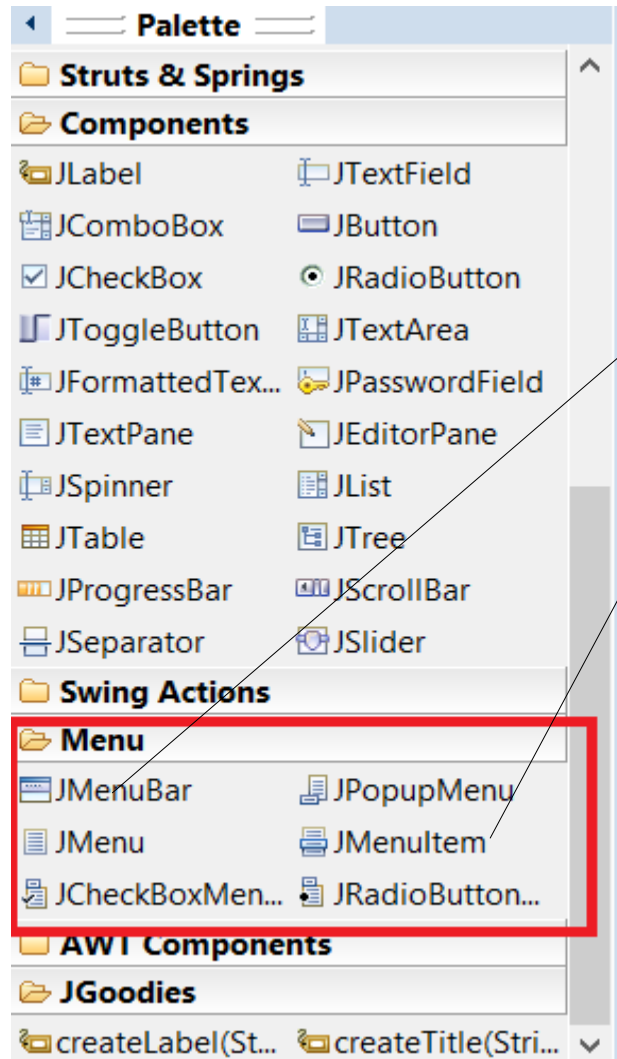 Palette
Struts & Springs
Components
JLabel JTextField
JComboBox JButton
JCheckBox JRadioButton
JToggleButton JTextArea
JFormattedTex... JPasswordField
JTextPane JEditorPane
JSpinner JList
JTable JTree
JProgressBar JScrollBar
JSeparator JSlider
Swing Actions
Menu
JMenuBar JPopupMenu
JMenu JMenuItem
JCheckBoxMen... JRadioButton...
AWT Components
JGoodies
createLabel(St... createTitle(Stri...